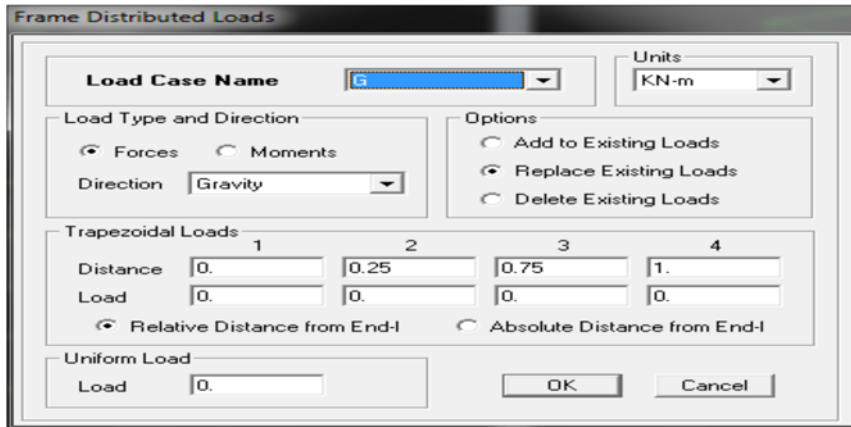 Frame Distributed Loads
Units
Load Case Name G KN-m
Load Type and Direction
Forces Moments
Direction Gravity
Options
Add to Existing Loads
Replace Existing Loads
Delete Existing Loads
Trapezoidal Loads
1 2 3 4
Distance 0. 0.25 0.75 1.
Load 0. 0. 0. 0.
Relative Distance from End-I Absolute Distance from End-I
Uniform Load
Load 0.
OK Cancel